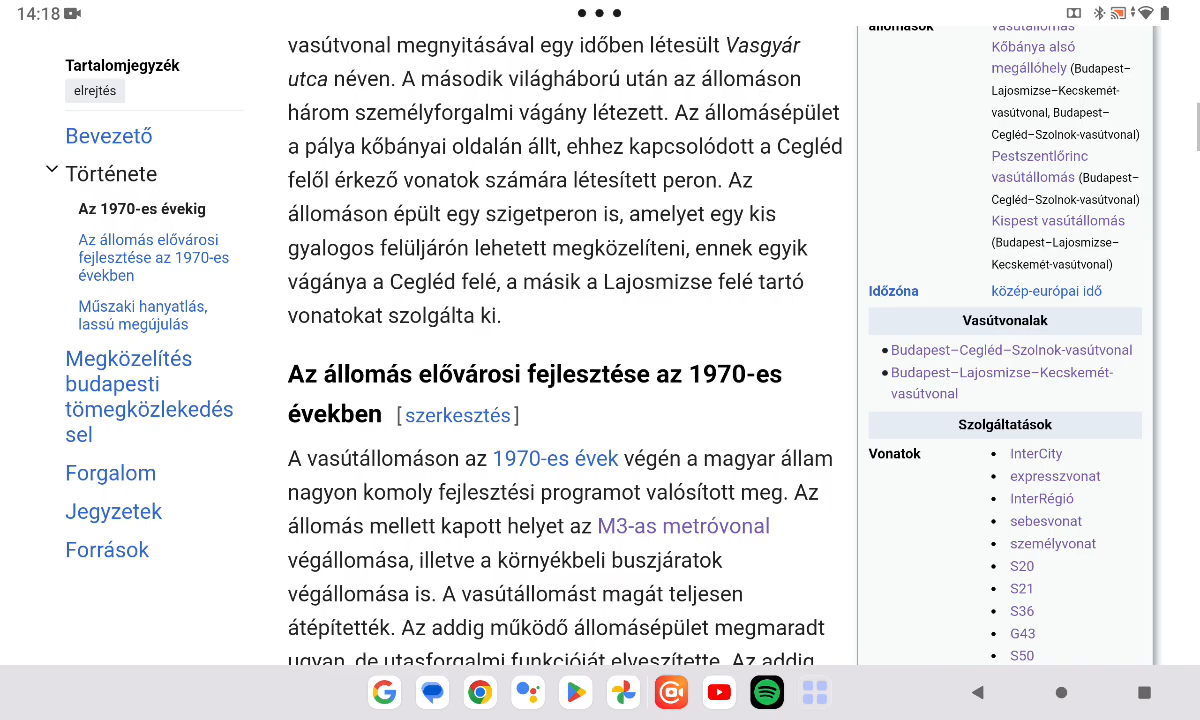 14:18
Tartalomjegyzék
elrejtés
Bevezető
Története
Az 1970-es évekig
Az állomás elővárosi
fejlesztése az 1970-es
években
Műszaki hanyatlás,
lassú megújulás
Megközelítés
budapesti
tömegközlekedés
sel
Forgalom
Jegyzetek
Források
vasútvonal megnyitásával egy időben létesült Vasgyár
utca néven. A második világháború után az állomáson
három személyforgalmi vágány létezett. Az állomásépület
a pálya kőbányai oldalán állt, ehhez kapcsolódott a Cegléd
felől érkező vonatok számára létesített peron. Az
állomáson épült egy szigetperon is, amelyet egy kis
gyalogos felüljárón lehetett megközelíteni, ennek egyik
vágánya a Cegléd felé, a másik a Lajosmizse felé tartó
vonatokat szolgálta ki.
Az állomás elővárosi fejlesztése az 1970-es
években [szerkesztés]
A vasútállomáson az 1970-es évek végén a magyar állam
nagyon komoly fejlesztési programot valósított meg. Az
állomás mellett kapott helyet az M3-as metróvonal
végállomása, illetve a környékbeli buszjáratok
végállomása is. A vasútállomást magát teljesen
átépítették. Az addig működő állomásépület megmaradt
ugyan, de utasforgalmi funkcióját elveszítette. Az addig
állomások
vasútállomás
Kőbánya alsó
megállóhely (Budapest–
Lajosmizse–Kecskemét-
vasútvonal, Budapest–
Cegléd–Szolnok-vasútvonal)
Pestszentlőrinc
vasútállomás (Budapest–
Cegléd–Szolnok-vasútvonal)
Kispest vasútállomás
(Budapest–Lajosmizse–
Kecskemét-vasútvonal)
Időzóna közép-európai idő
Vasútvonalak
• Budapest–Cegléd–Szolnok-vasútvonal
• Budapest–Lajosmizse–Kecskemét-
vasútvonal
Szolgáltatások
Vonatok
• InterCity
• expresszvonat
• InterRégió
• sebesvonat
• személyvonat
• S20
• S21
• S36
• G43
• S50